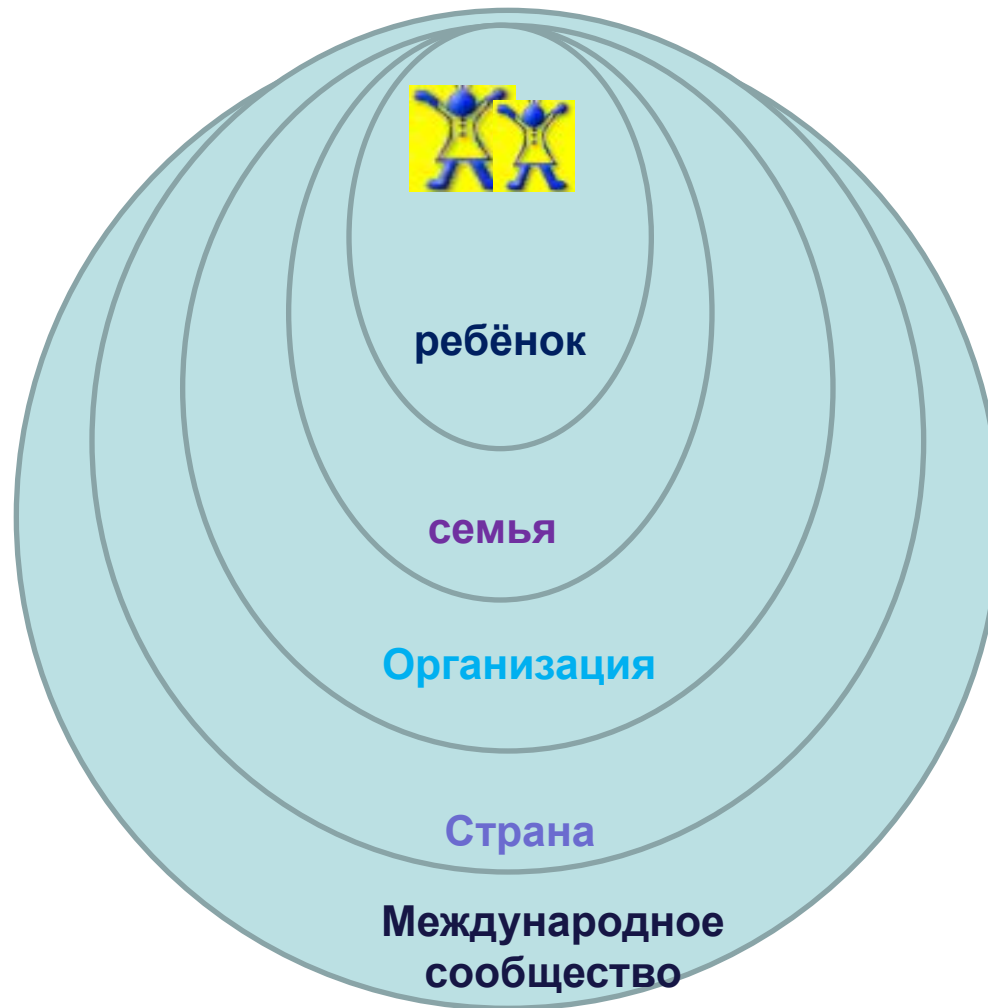 ребёнок
семья
Организация
Страна
Международное
сообщество